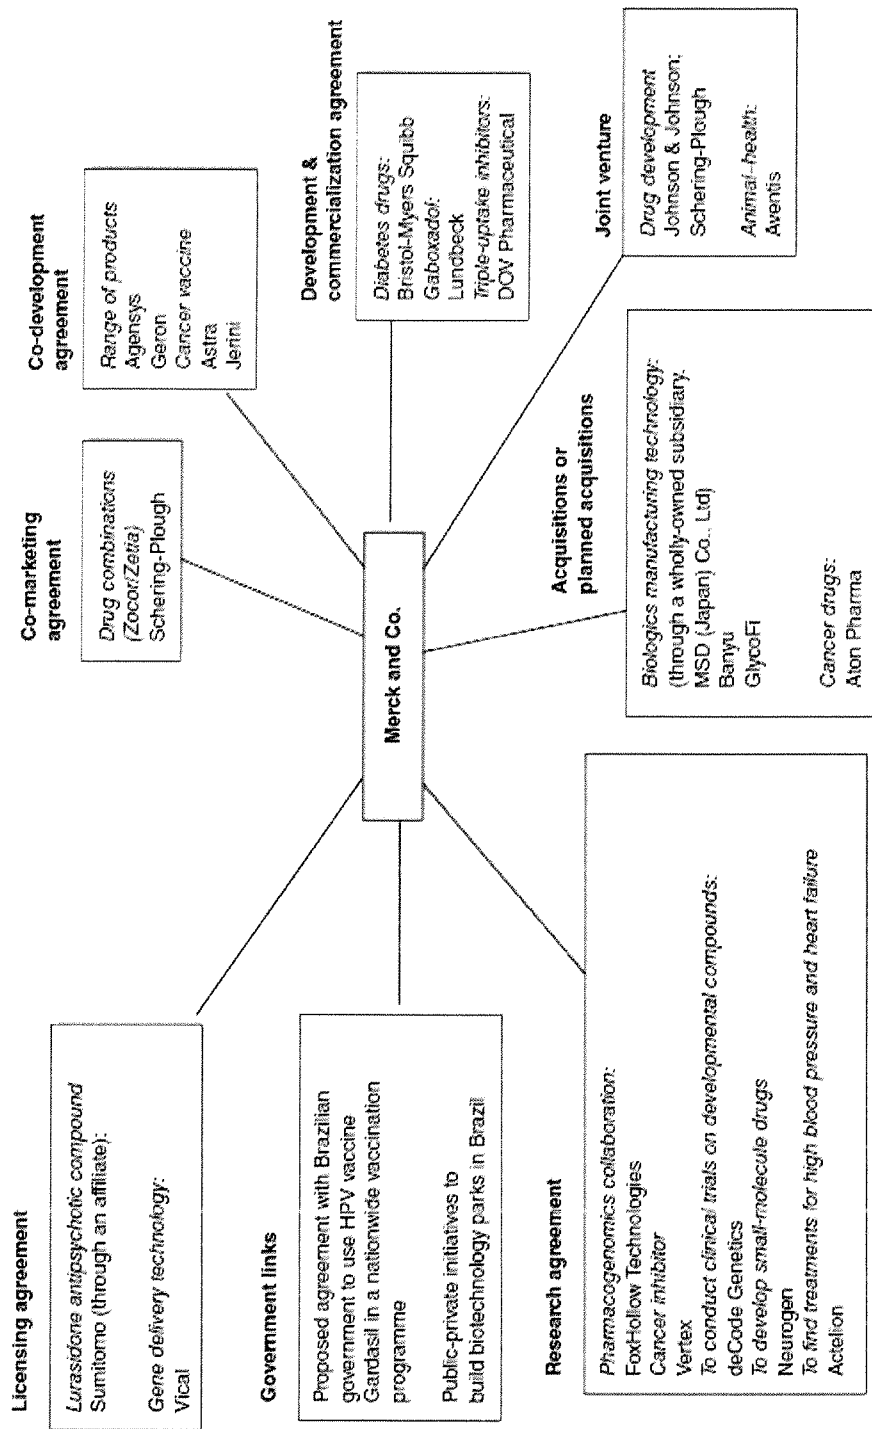 Licensing agreement
Lurasidone antipsychotic compound
Sumitomo (through an affiliate):
Gene delivery technology:
Vical
Government links
Proposed agreement with Brazilian
government to use HPV vaccine
Gardasil in a nationwide vaccination
programme
Public-private initiatives to
build biotechnology parks in Brazil
Research agreement
Pharmacogenomics collaboration:
FoxHollow Technologies
Cancer inhibitor
Vertex
To conduct clinical trials on developmental compounds:
deCode Genetics
To develop small-molecule drugs
Neurogen
To find treatments for high blood pressure and heart failure
Actelion
Merck and Co.
Co-marketing
agreement
Drug combinations
(Zocor/Zetia)
Schering-Plough
Co-development
agreement
Range of products
Agensys
Geron
Cancer vaccine
Astra
Jerini
Development &
commercialization agreement
Diabetes drugs:
Bristol-Myers Squibb
Gaboxadol:
Lundbeck
Triple-uptake inhibitors:
DOV Pharmaceutical
Joint venture
Drug development
Johnson & Johnson;
Schering-Plough
Animal-health:
Aventis
Acquisitions or
planned acquisitions
Biologics manufacturing technology:
(through a wholly-owned subsidiary.
MSD (Japan) Co., Ltd)
Banyu
GlycoFi
Cancer drugs:
Aton Pharma